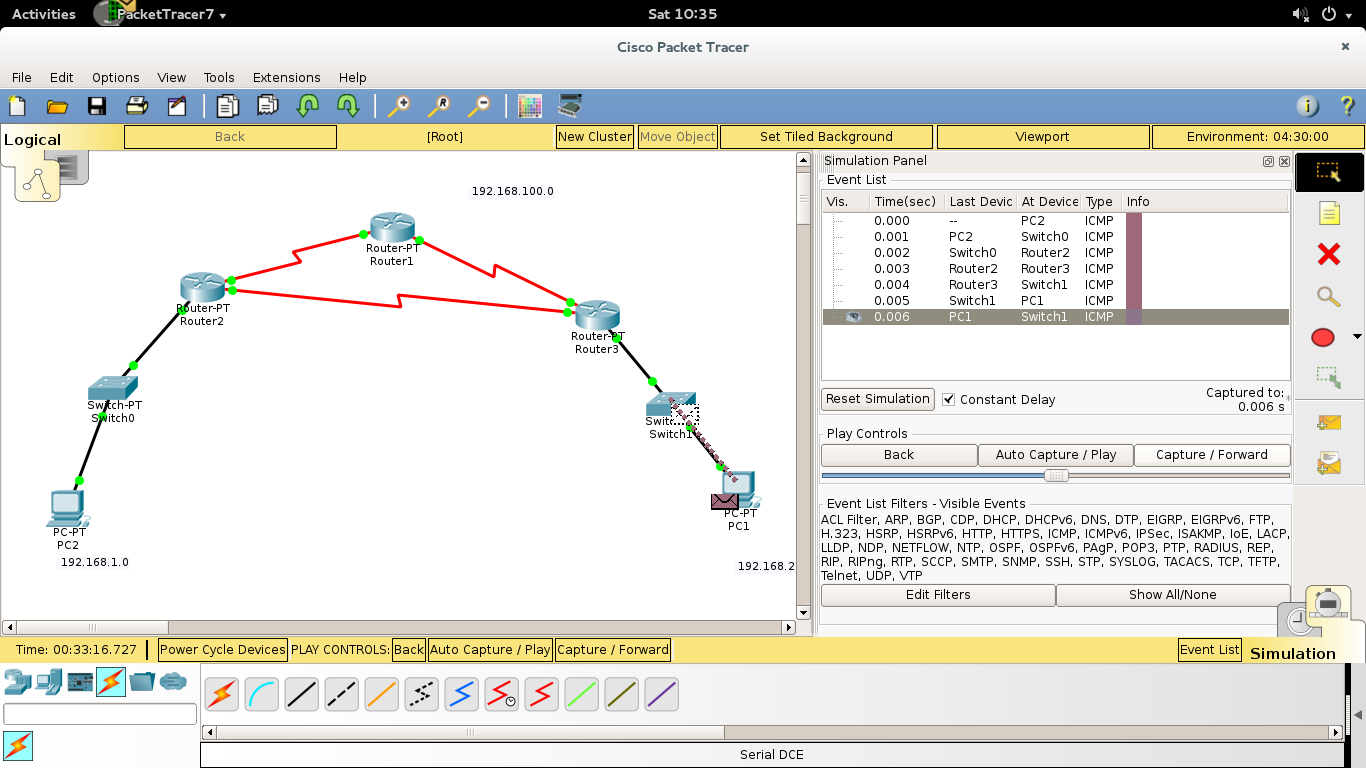 Activities PacketTracer7 Sat 10:35
Cisco Packet Tracer
File Edit Options View Tools Extensions Help
Logical Back [Root] New Cluster Move Object Set Tiled Background Viewport Environment: 04:30:00
192.168.100.0
Router-PT
Router1
Router-PT
Router2
Router-PT
Router3
Switch-PT
Switch0
Switch1
PC-PT
PC2
192.168.1.0
PC-PT
PC1
192.168.2
Simulation Panel
Event List
Vis. Time(sec) Last Devic At Device Type Info
0.000 -- PC2 ICMP
0.001 PC2 Switch0 ICMP
0.002 Switch0 Router2 ICMP
0.003 Router2 Router3 ICMP
0.004 Router3 Switch1 ICMP
0.005 Switch1 PC1 ICMP
0.006 PC1 Switch1 ICMP
Reset Simulation Constant Delay Captured to: *
0.006 s
Play Controls
Back Auto Capture / Play Capture / Forward
Event List Filters - Visible Events
ACL Filter, ARP, BGP, CDP, DHCP, DHCPv6, DNS, DTP, EIGRP, EIGRPv6, FTP,
H.323, HSRP, HSRPv6, HTTP, HTTPS, ICMP, ICMPv6, IPSec, ISAKMP, IoE, LACP,
LLDP, NDP, NETFLOW, NTP, OSPF, OSPFv6, PAgP, POP3, PTP, RADIUS, REP,
RIP, RIPng, RTP, SCCP, SMTP, SNMP, SSH, STP, SYSLOG, TACACS, TCP, TFTP,
Telnet, UDP, VTP
Edit Filters Show All/None
Time: 00:33:16.727 Power Cycle Devices PLAY CONTROLS: Back Auto Capture / Play Capture / Forward Event List Simulation
Serial DCE